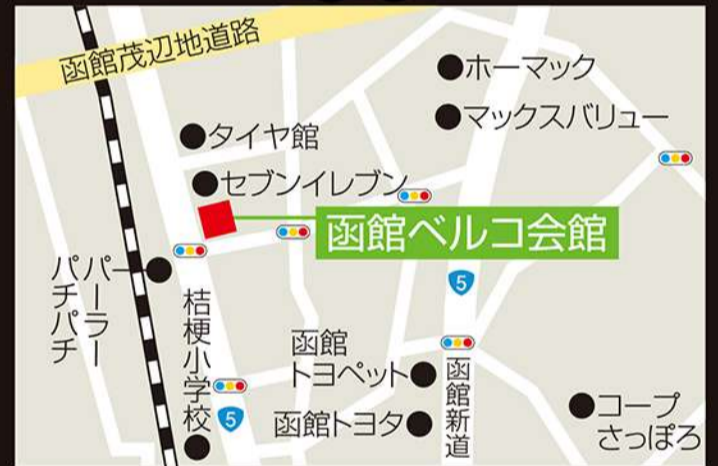 函館茂辺地道路
ホーマック
マックスバリュー
タイヤ館
セブンイレブン
函館ベルコ会館
パーラー
パチパチ
桔梗小学校
5
5
函館
トヨペット
函館トヨタ
函館新道
コープ
さっぽろ